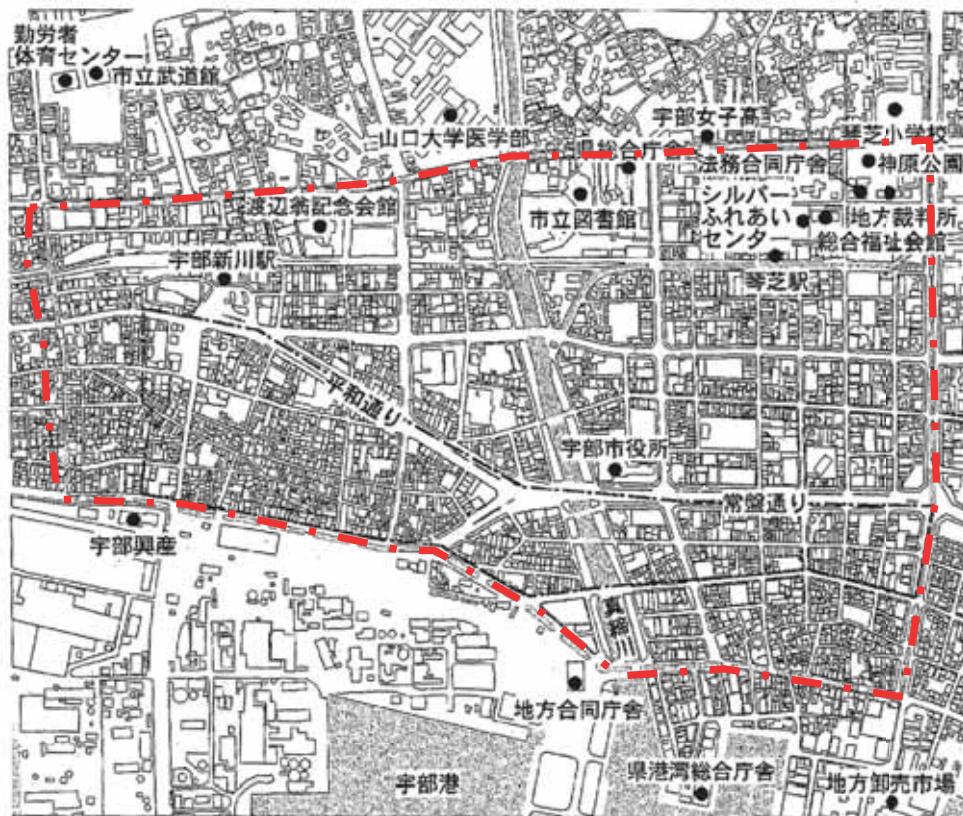 勤労者
体育センター
市立武道館
山口大学医学部
宇部女子高
琴芝小学校
県総合庁舎
法務合同庁舎
神原公園
渡辺翁記念会館
市立図書館
シルバー
ふれあい
センター
地方裁判所
総合福祉会館
宇部新川駅
琴芝駅
平和通り
宇部市役所
常盤通り
宇部興産
真締川
地方合同庁舎
宇部港
県港湾総合庁舎
地方卸売市場